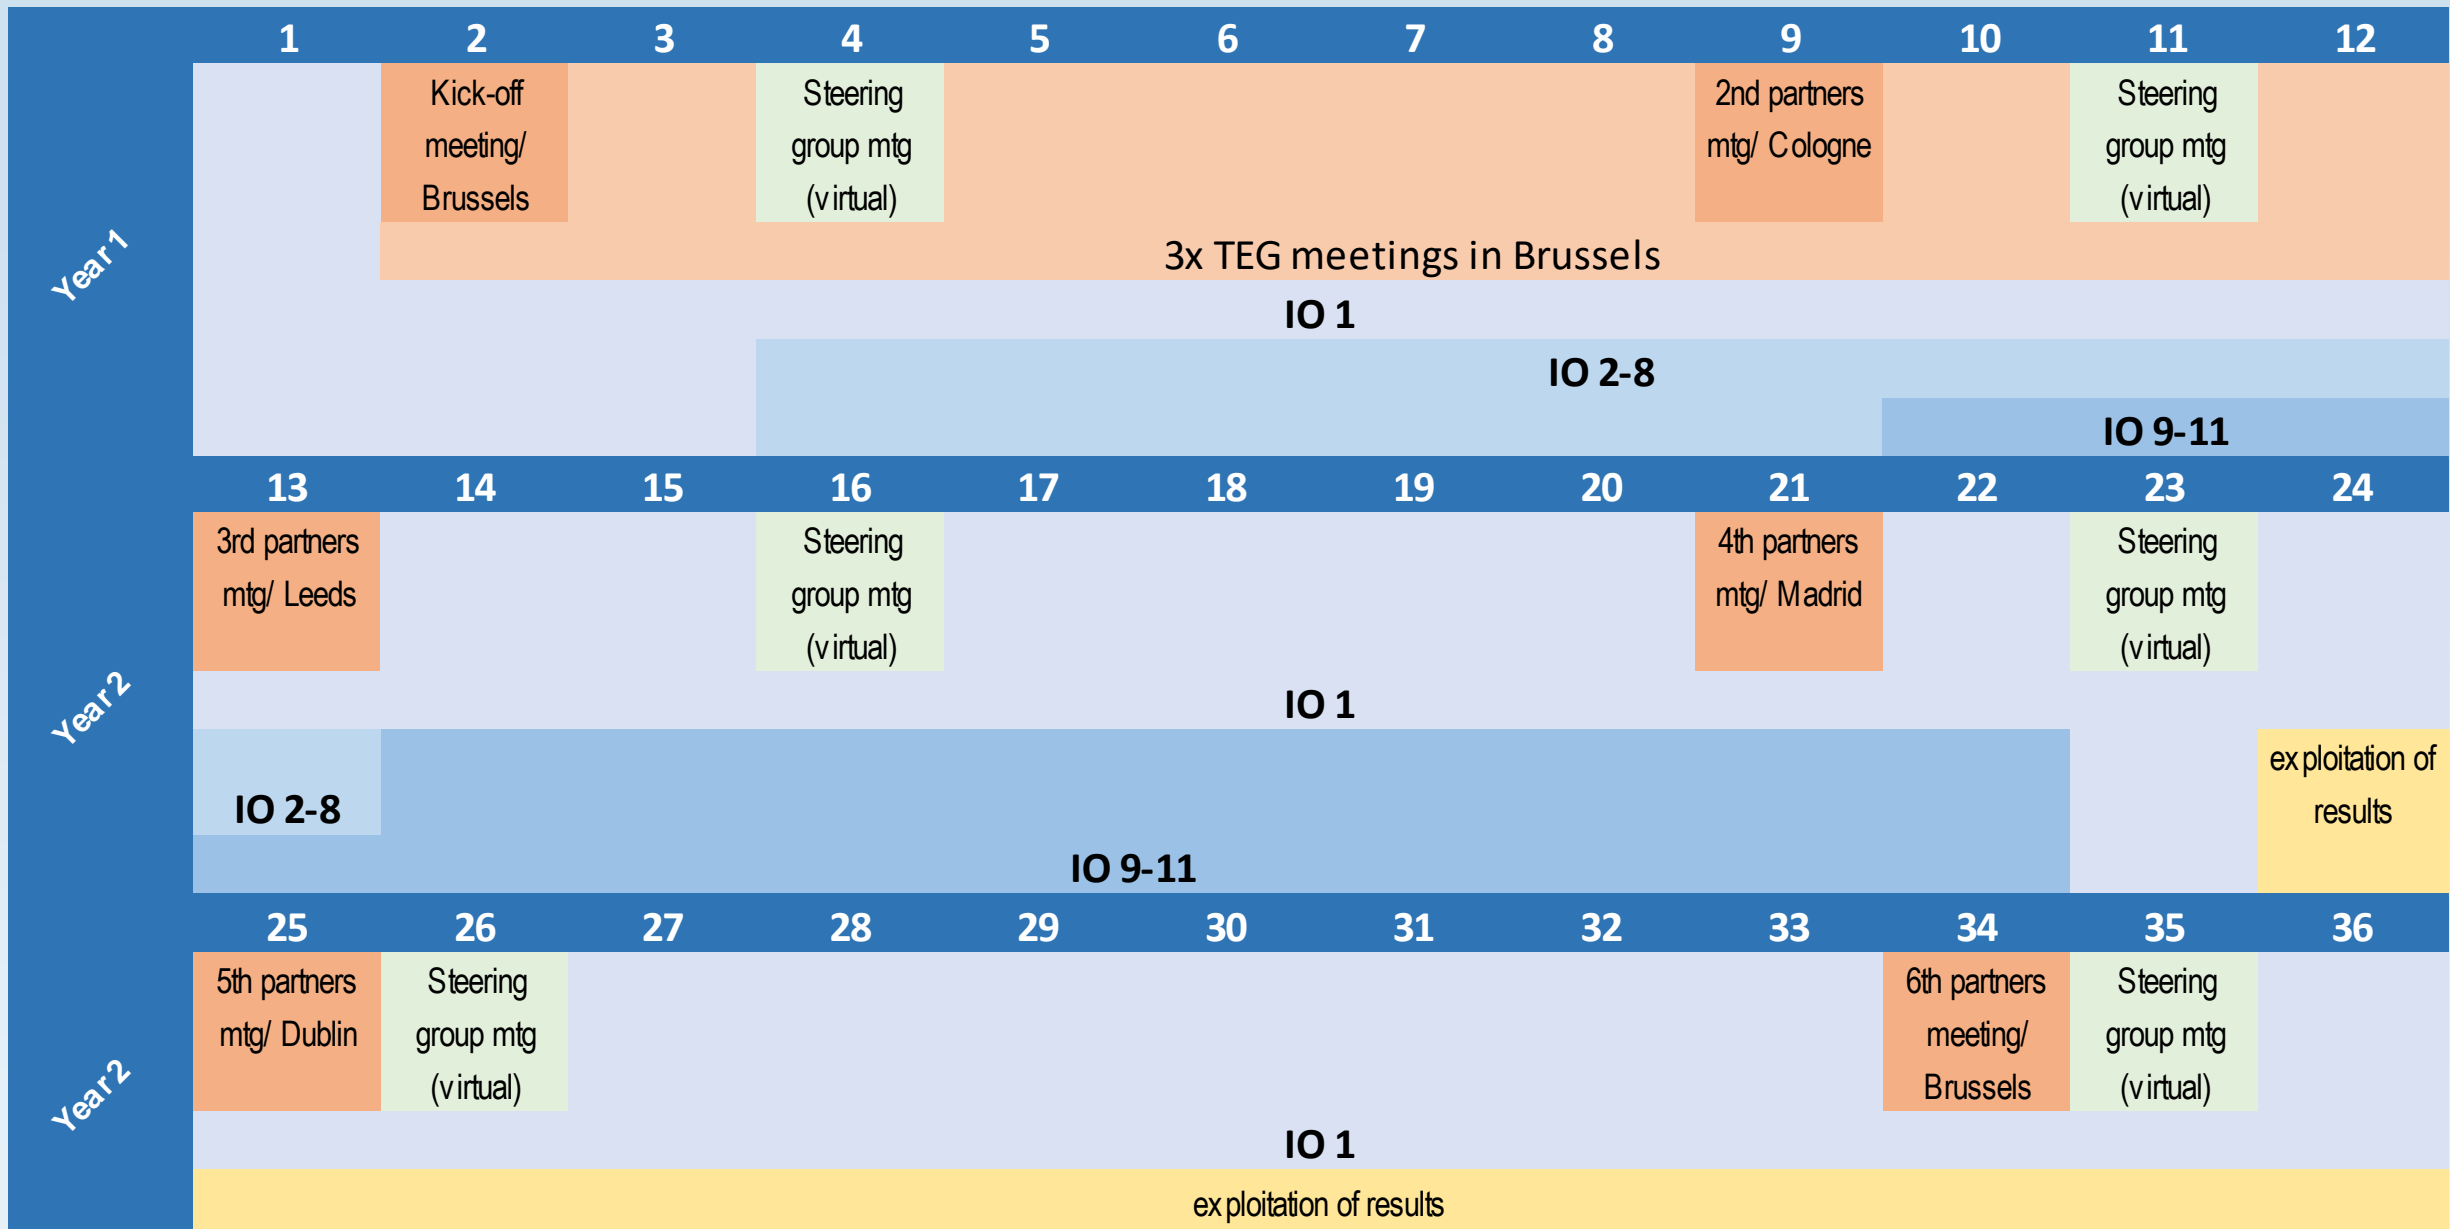 1 2 3 4 5 6 7 8 9 10 11 12
Year 1
Kick-off
meeting/
Brussels
Steering
group mtg
(virtual)
2nd partners
mtg/ Cologne
Steering
group mtg
(virtual)
3x TEG meetings in Brussels
IO 1
IO 2-8
IO 9-11
13 14 15 16 17 18 19 20 21 22 23 24
Year 2
3rd partners
mtg/ Leeds
Steering
group mtg
(virtual)
4th partners
mtg/ Madrid
Steering
group mtg
(virtual)
IO 1
IO 2-8
exploitation of
results
IO 9-11
25 26 27 28 29 30 31 32 33 34 35 36
Year 2
5th partners
mtg/ Dublin
Steering
group mtg
(virtual)
6th partners
meeting/
Brussels
Steering
group mtg
(virtual)
IO 1
exploitation of results